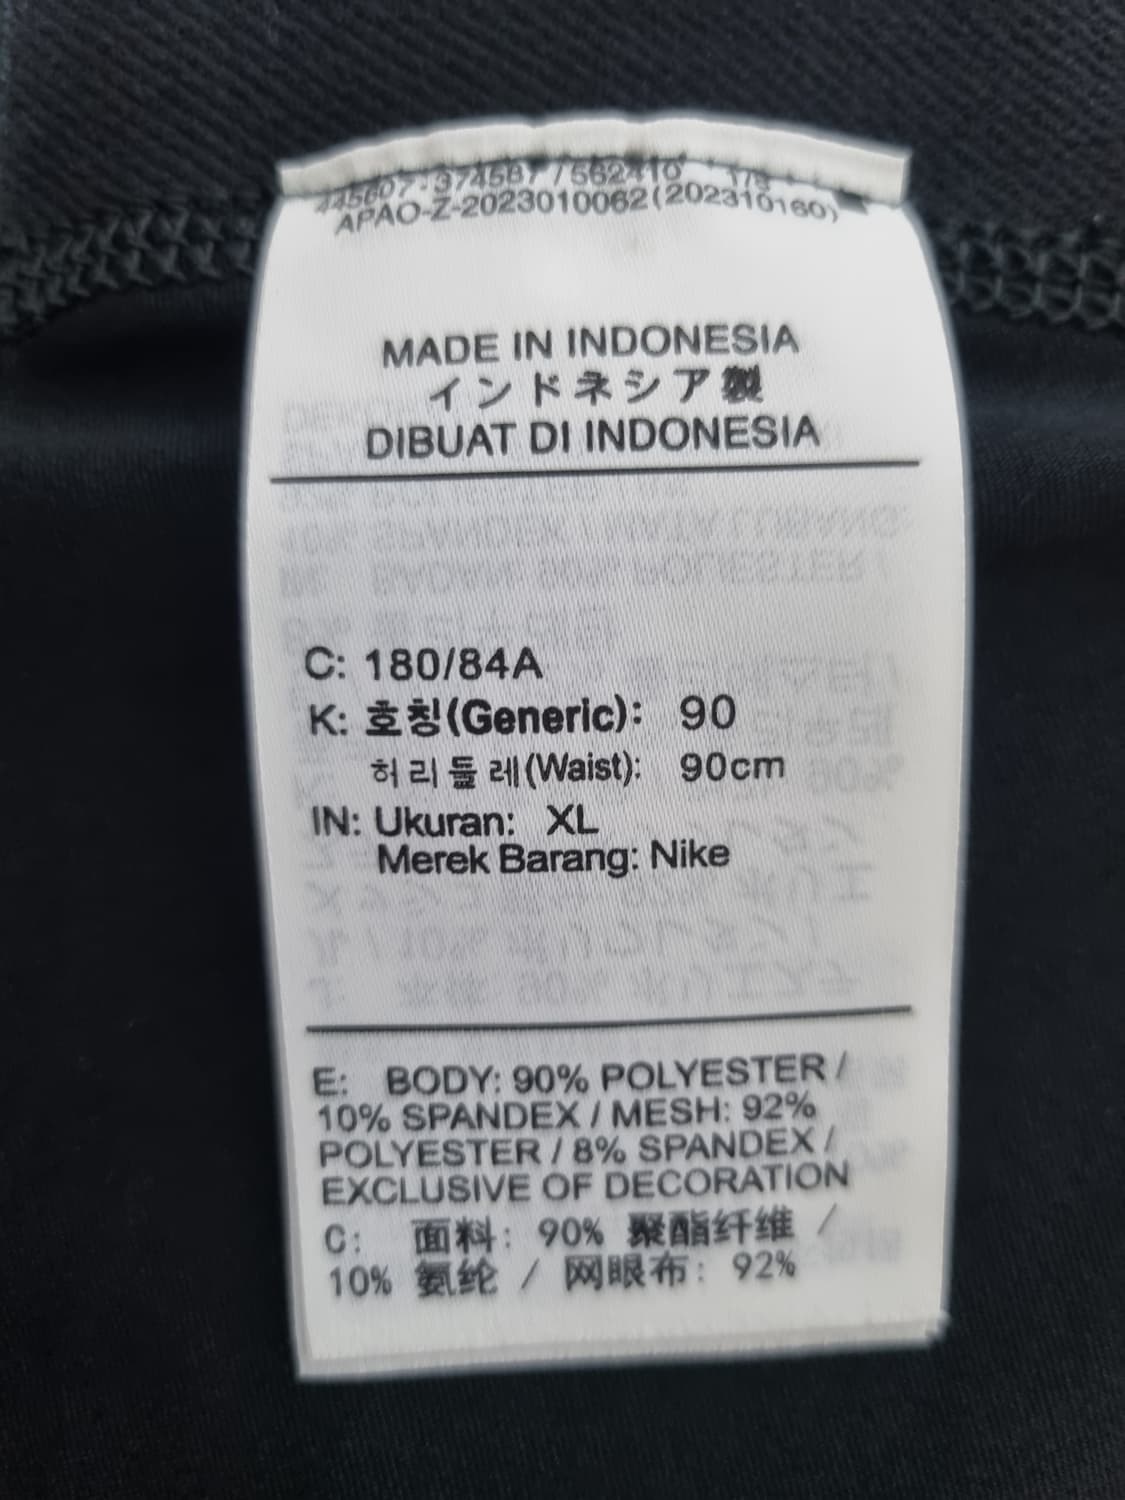 445607-374587 / 562410 1/3
APAO-Z-2023010062(202310160)
MADE IN INDONESIA
インドネシア製
DIBUAT DI INDONESIA
C: 180/84A
K: 호칭(Generic): 90
허리둘레(Waist): 90cm
IN: Ukuran: XL
Merek Barang: Nike
E: BODY: 90% POLYESTER /
10% SPANDEX / MESH: 92%
POLYESTER / 8% SPANDEX /
EXCLUSIVE OF DECORATION
C: 面料: 90% 聚酯纤维 /
10% 氨纶 / 网眼布: 92%